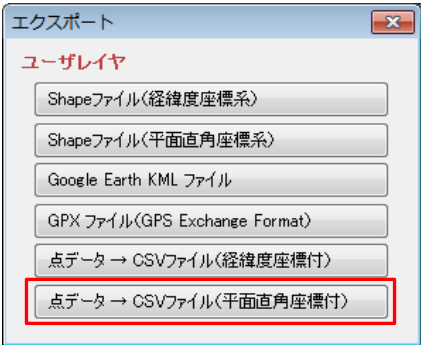 エクスポート
ユーザレイヤ
Shapeファイル(経緯度座標系)
Shapeファイル(平面直角座標系)
Google Earth KML ファイル
GPX ファイル(GPS Exchange Format)
点データ → CSVファイル(経緯度座標付)
点データ → CSVファイル(平面直角座標付)